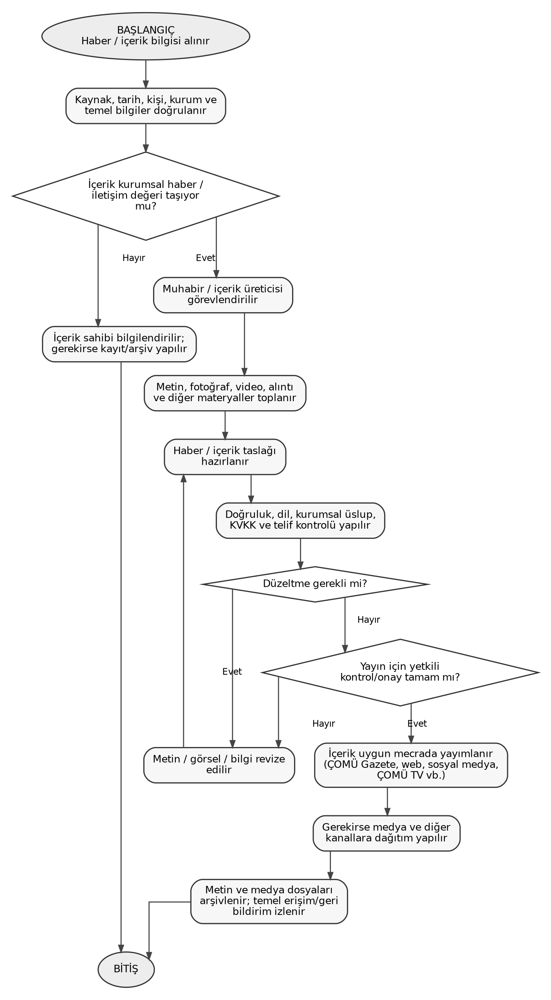 BAŞLANGIÇ
Haber / içerik bilgisi alınır
Kaynak, tarih, kişi, kurum ve
temel bilgiler doğrulanır
İçerik kurumsal haber /
iletişim değeri taşıyor
mu?
Hayır
Evet
Muhabir / içerik üreticisi
görevlendirilir
İçerik sahibi bilgilendirilir;
gerekirse kayıt/arşiv yapılır
Metin, fotoğraf, video, alıntı
ve diğer materyaller toplanır
Haber / içerik taslağı
hazırlanır
Doğruluk, dil, kurumsal üslup,
KVKK ve telif kontrolü yapılır
Düzeltme gerekli mi?
Hayır
Evet
Yayın için yetkili
kontrol/onay tamam mı?
Hayır
Evet
Metin / görsel / bilgi revize
edilir
İçerik uygun mecrada yayımlanır
(ÇOMÜ Gazete, web, sosyal medya,
ÇOMÜ TV vb.)
Gerekirse medya ve diğer
kanallara dağıtım yapılır
Metin ve medya dosyaları
arşivlenir; temel erişim/geri
bildirim izlenir
BİTİŞ